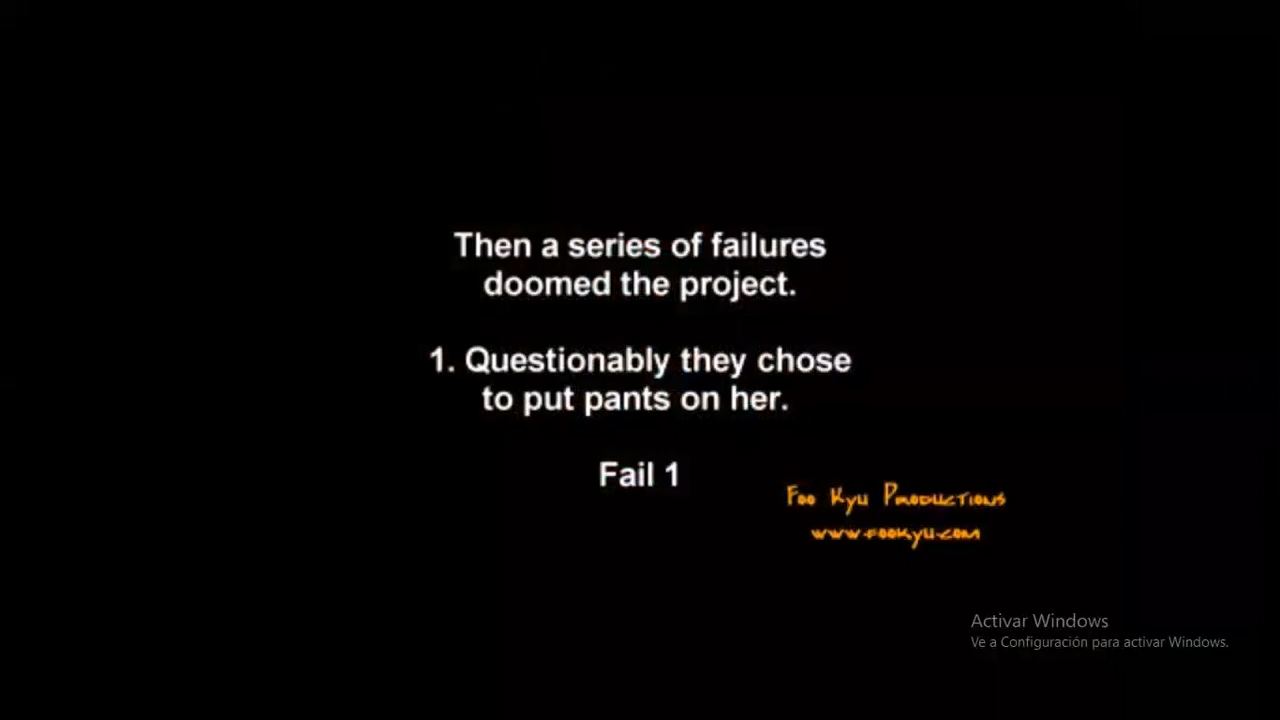 Then a series of failures
doomed the project.
1. Questionably they chose
to put pants on her.
Fail 1
Foo Kyu Productions
www.fookyu.com
Activar Windows
Ve a Configuración para activar Windows.